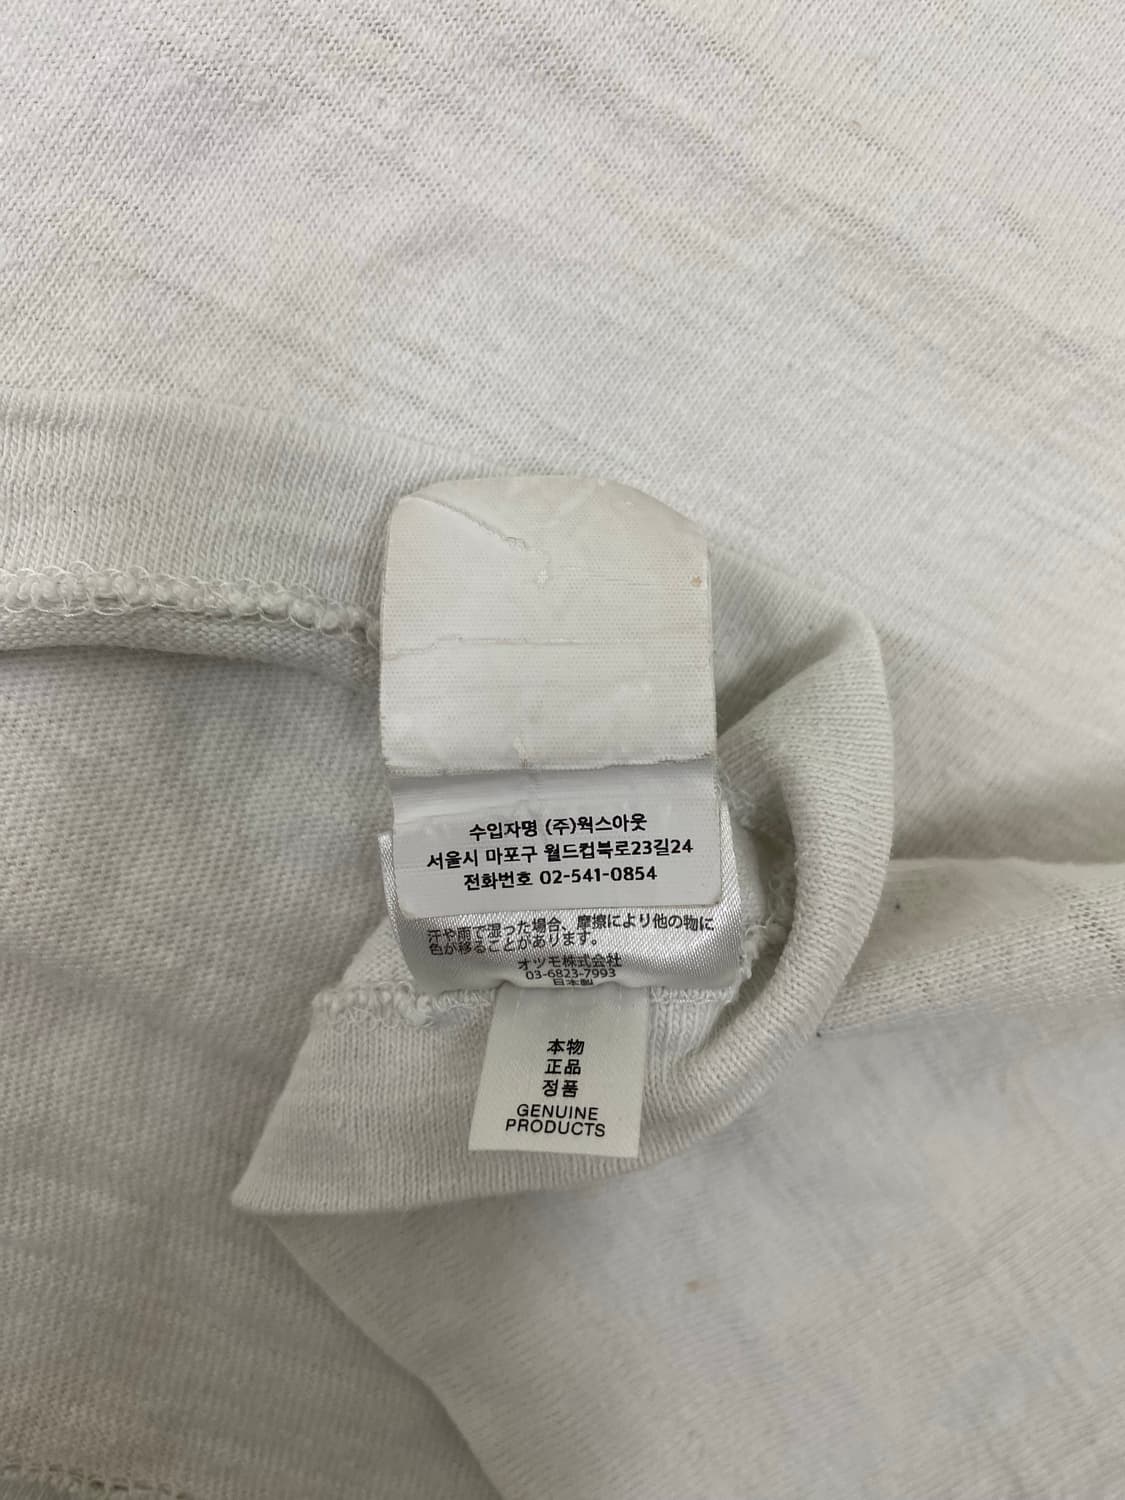 수입자명 (주)웍스아웃
서울시 마포구 월드컵북로23길24
전화번호 02-541-0854
汗や雨で湿った場合、摩擦により他の物に
色が移ることがあります。
オツモ株式会社
03-6823-7993
日本製
本物
正品
정품
GENUINE
PRODUCTS